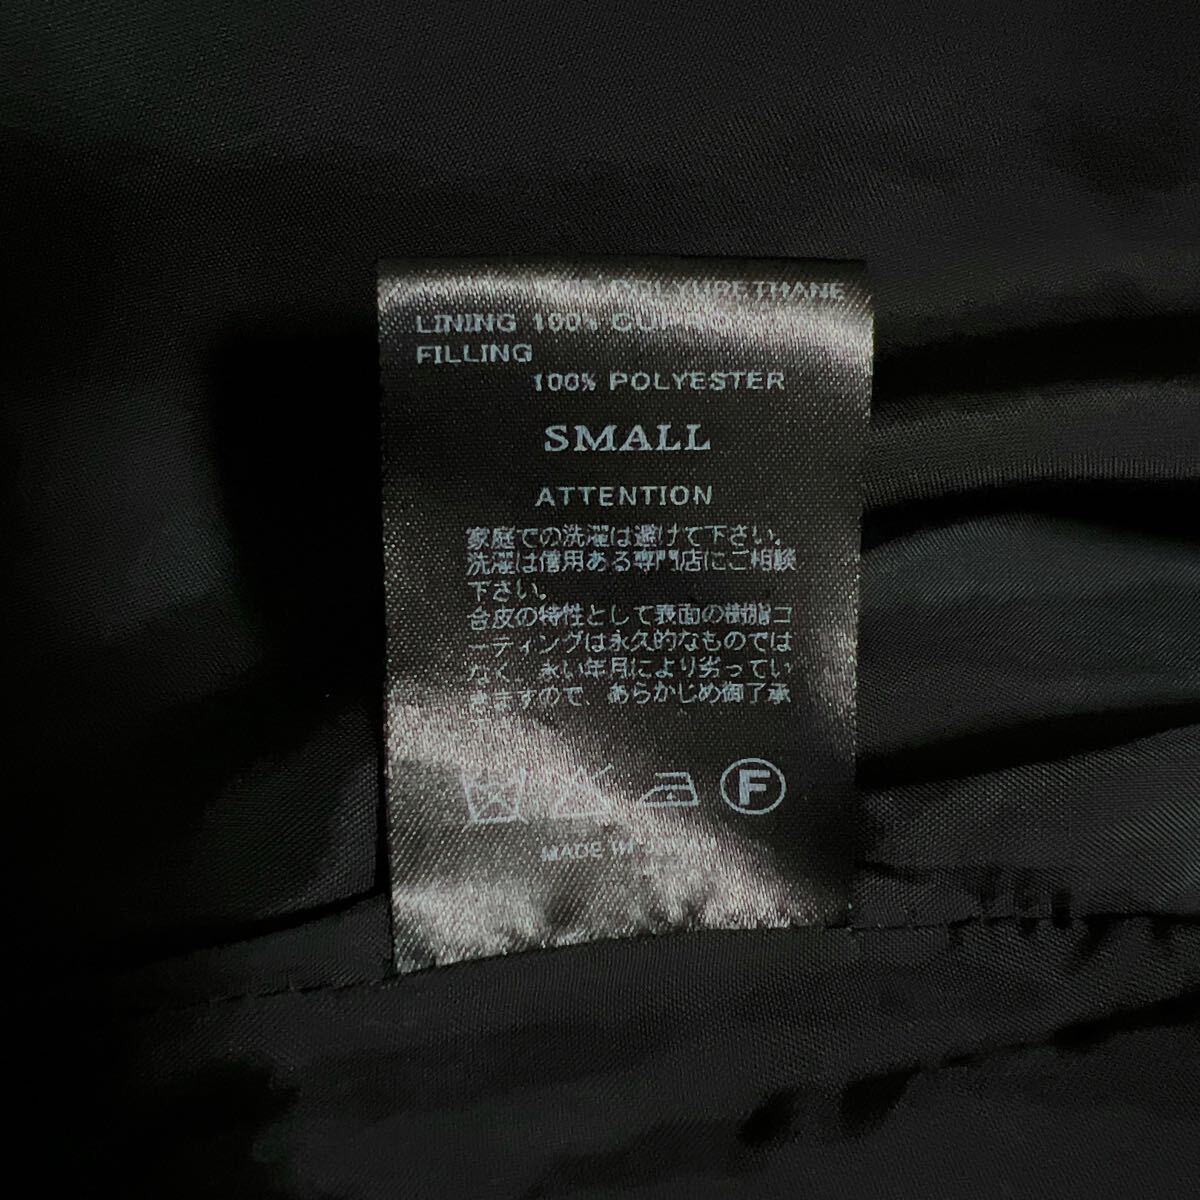 POLYURETHANE
LINING 100%
FILLING
100% POLYESTER
SMALL
ATTENTION
家庭での洗濯は避けて下さい。
洗濯は信用ある専門店にご相談
下さい。
合皮の特性として表面の樹脂コ
ーティングは永久的なものでは
なく、永い年月により劣ってい
きますので、あらかじめ御了承
F
MADE IN